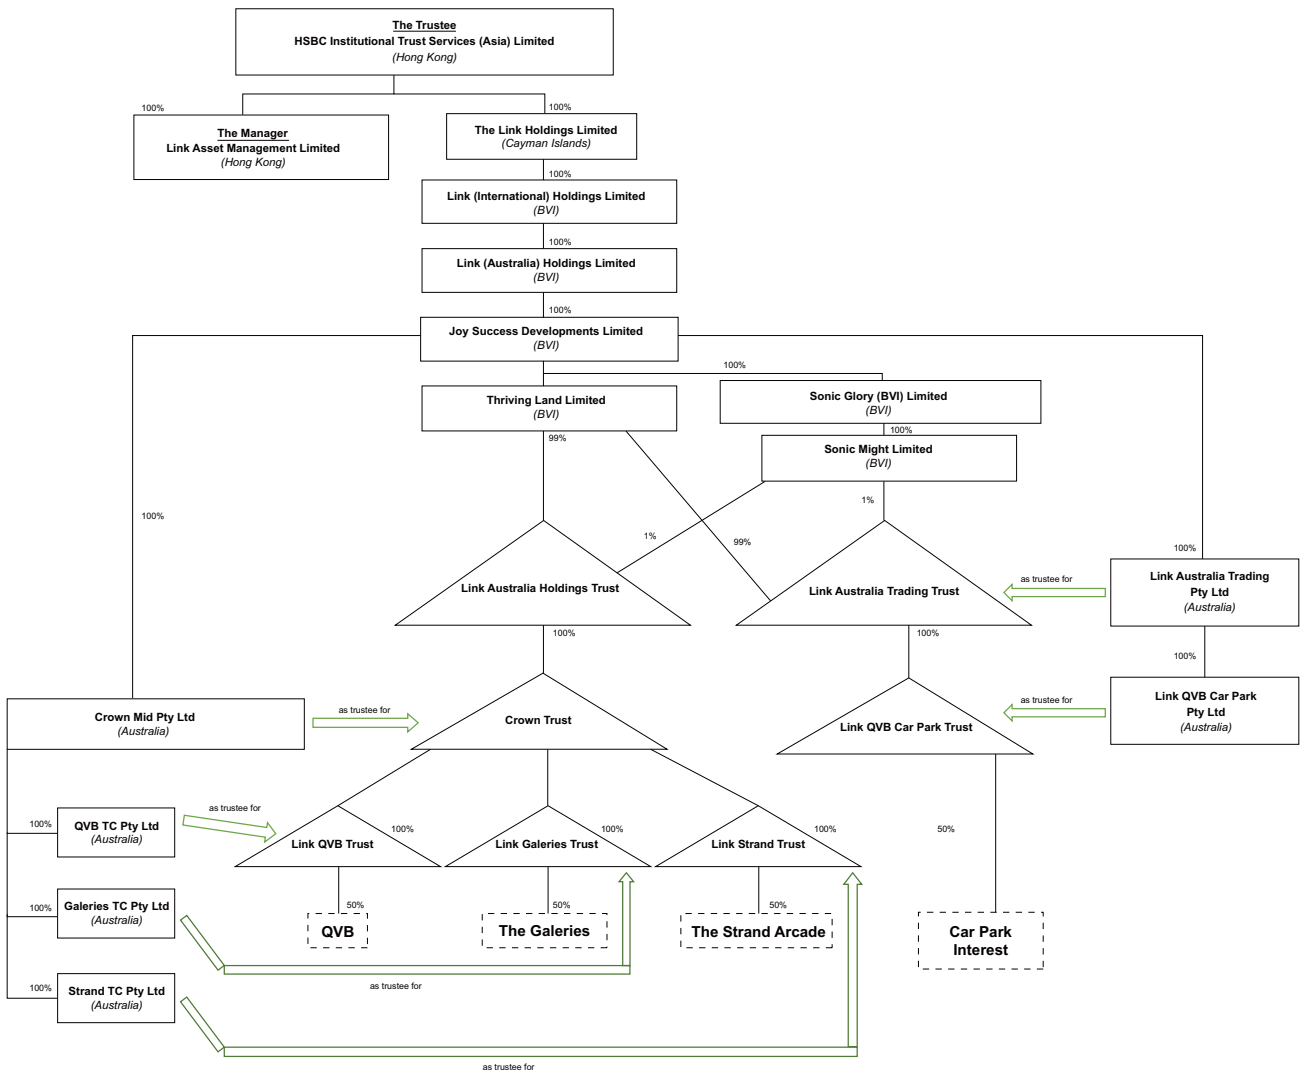 The Trustee
HSBC Institutional Trust Services (Asia) Limited
(Hong Kong)
100%
100%
The Manager
Link Asset Management Limited
(Hong Kong)
The Link Holdings Limited
(Cayman Islands)
100%
Link (International) Holdings Limited
(BVI)
100%
Link (Australia) Holdings Limited
(BVI)
100%
Joy Success Developments Limited
(BVI)
100%
Thriving Land Limited
(BVI)
Sonic Glory (BVI) Limited
(BVI)
99%
100%
Sonic Might Limited
(BVI)
1%
100%
1%
99%
100%
Link Australia Holdings Trust
Link Australia Trading Trust
as trustee for
Link Australia Trading
Pty Ltd
(Australia)
100%
100%
100%
Crown Mid Pty Ltd
(Australia)
as trustee for
Crown Trust
Link QVB Car Park Trust
as trustee for
Link QVB Car Park
Pty Ltd
(Australia)
100%
QVB TC Pty Ltd
(Australia)
as trustee for
Link QVB Trust
100%
Link Galeries Trust
100%
Link Strand Trust
100%
50%
100%
Galeries TC Pty Ltd
(Australia)
50%
QVB
50%
The Galeries
50%
The Strand Arcade
Car Park
Interest
as trustee for
100%
Strand TC Pty Ltd
(Australia)
as trustee for